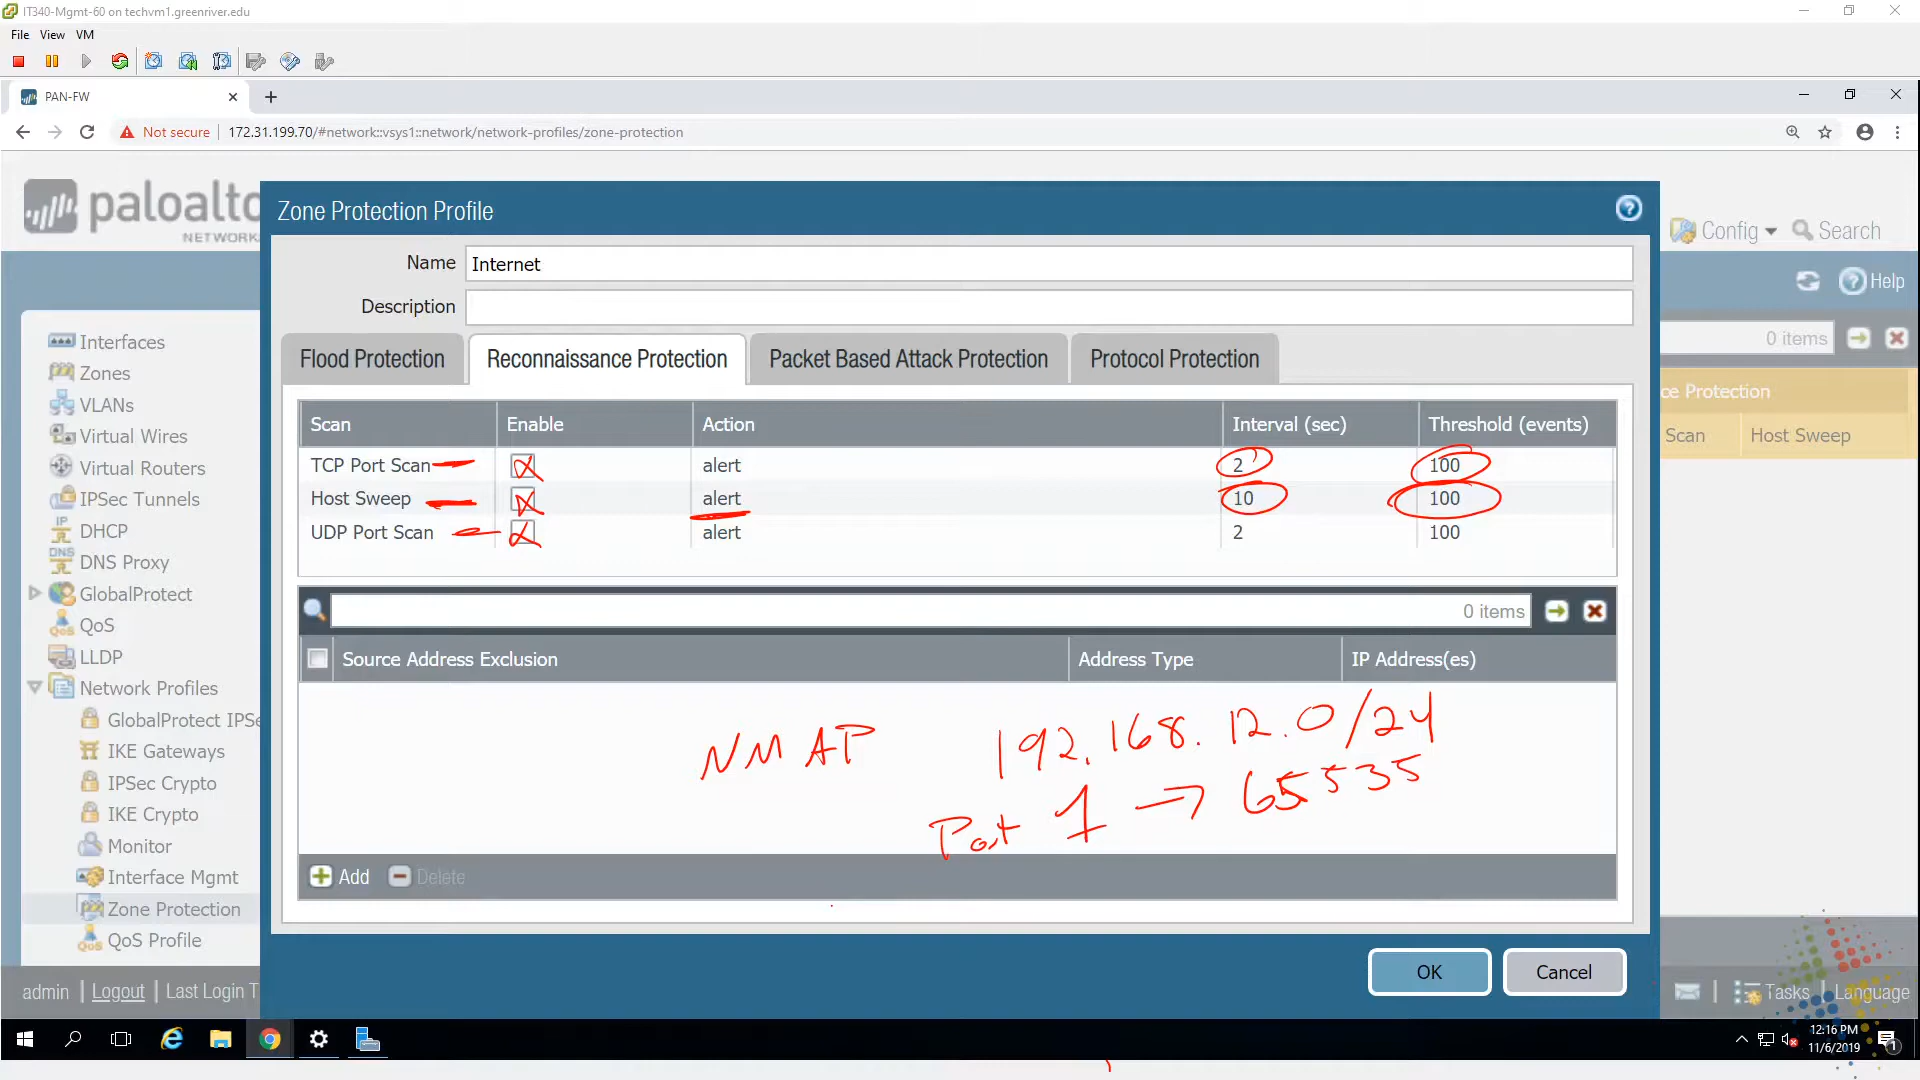 IT340-Mgmt-60 on techvm1.greenriver.edu
File View VM
PAN-FW
Not secure 172.31.199.70/#network::vsys1::network/network-profiles/zone-protection
paloalto
NETWORKS
Config Search
Help
Zone Protection Profile
Name Internet
Description
Flood Protection Reconnaissance Protection Packet Based Attack Protection Protocol Protection
Scan Enable Action Interval (sec) Threshold (events)
TCP Port Scan alert 2 100
Host Sweep alert 10 100
UDP Port Scan alert 2 100
0 items
Source Address Exclusion Address Type IP Address(es)
NMAP 192.168.12.0/24
Port 1 → 65535
Add Delete
OK Cancel
Interfaces
Zones
VLANs
Virtual Wires
Virtual Routers
IPSec Tunnels
DHCP
DNS Proxy
GlobalProtect
QoS
LLDP
Network Profiles
GlobalProtect IPSe
IKE Gateways
IPSec Crypto
IKE Crypto
Monitor
Interface Mgmt
Zone Protection
QoS Profile
0 items
ce Protection
Scan Host Sweep
admin Logout Last Login T
Tasks Language
12:16 PM
11/6/2019
1